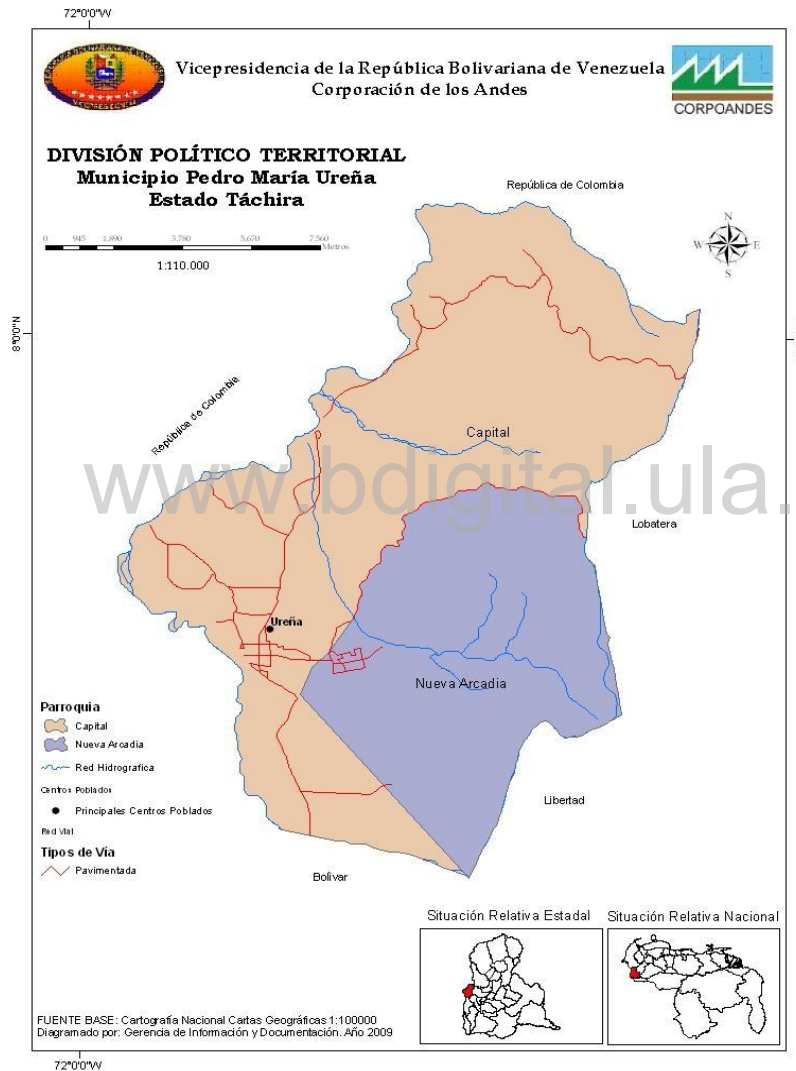 72°0'0"W
Vicepresidencia de la República Bolivariana de Venezuela
Corporación de los Andes
CORPOANDES
VICEPRESIDENCIA
DIVISIÓN POLÍTICO TERRITORIAL
Municipio Pedro María Ureña
Estado Táchira
República de Colombia
0 945 1.890 3.780 5.670 7.560
Metros
1:110.000
N
W E
S
8°0'0"N
República de Colombia
Capital
www.bdigital.ula.
Lobatera
Ureña
Nueva Arcadia
Parroquia
Capital
Nueva Arcadia
Red Hidrografica
Centros Poblados
Principales Centros Poblados
Red Vial
Tipos de Vía
Pavimentada
Libertad
Bolivar
Situación Relativa Estadal
Situación Relativa Nacional
FUENTE BASE: Cartografía Nacional Cartas Geográficas 1:100000
Diagramado por: Gerencia de Información y Documentación. Año 2009
72°0'0"W